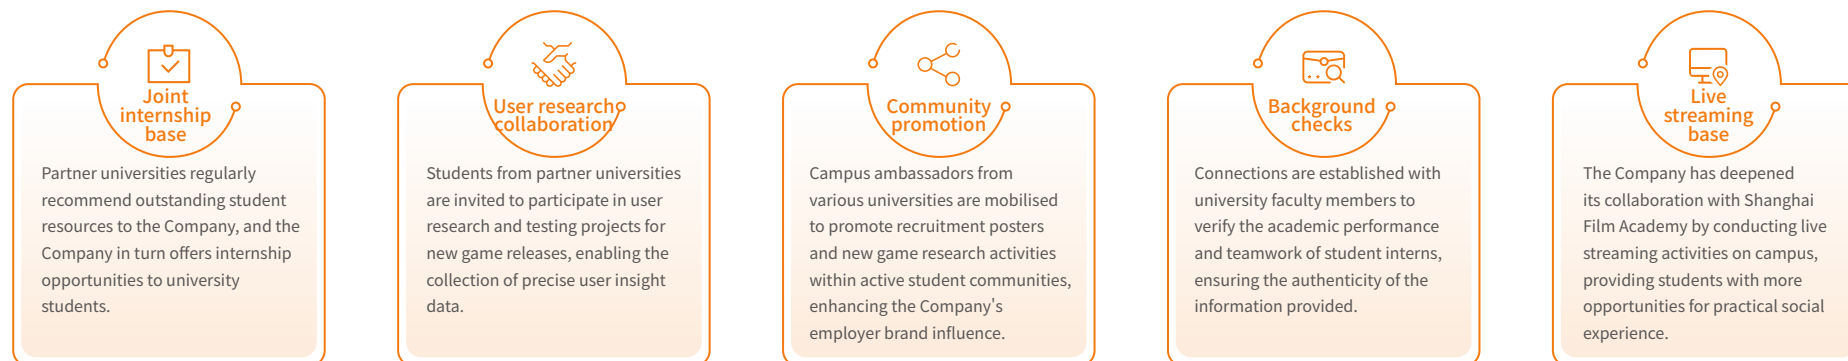 Joint
internship
base
Partner universities regularly
recommend outstanding student
resources to the Company, and the
Company in turn offers internship
opportunities to university
students.
User research
collaboration
Students from partner universities
are invited to participate in user
research and testing projects for
new game releases, enabling the
collection of precise user insight
data.
Community
promotion
Campus ambassadors from
various universities are mobilised
to promote recruitment posters
and new game research activities
within active student communities,
enhancing the Company's
employer brand influence.
Background
checks
Connections are established with
university faculty members to
verify the academic performance
and teamwork of student interns,
ensuring the authenticity of the
information provided.
Live
streaming
base
The Company has deepened
its collaboration with Shanghai
Film Academy by conducting live
streaming activities on campus,
providing students with more
opportunities for practical social
experience.